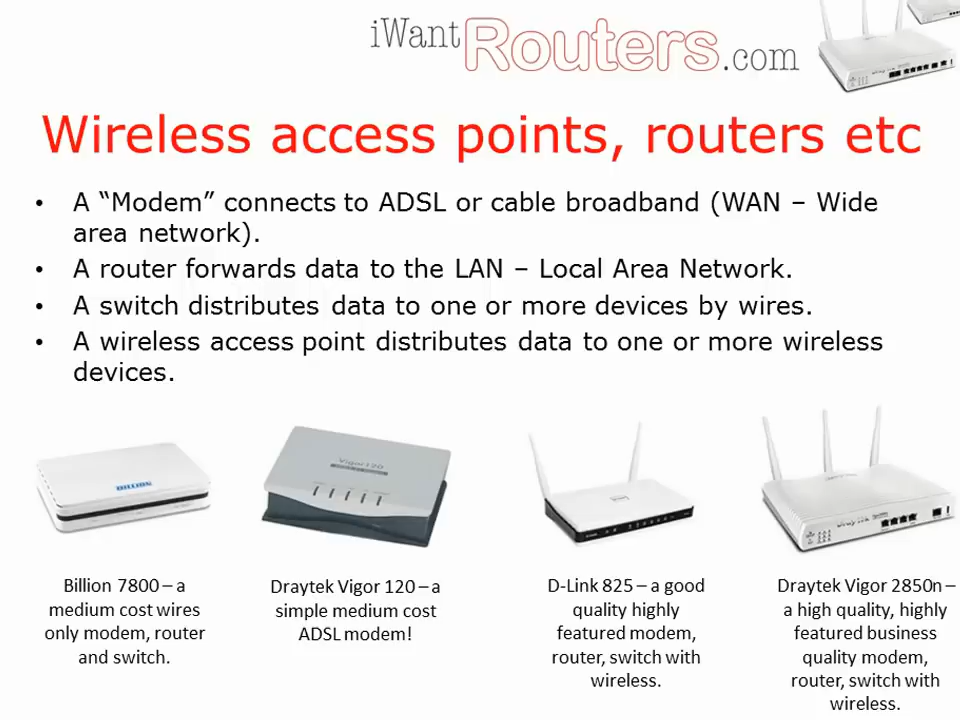 iWant Routers.com
Wireless access points, routers etc
• A “Modem” connects to ADSL or cable broadband (WAN – Wide
area network).
• A router forwards data to the LAN – Local Area Network.
• A switch distributes data to one or more devices by wires.
• A wireless access point distributes data to one or more wireless
devices.
BILLION
Vigor120
Draytek
Billion 7800 – a
medium cost wires
only modem, router
and switch.
Draytek Vigor 120 – a
simple medium cost
ADSL modem!
D-Link 825 – a good
quality highly
featured modem,
router, switch with
wireless.
Draytek Vigor 2850n –
a high quality, highly
featured business
quality modem,
router, switch with
wireless.